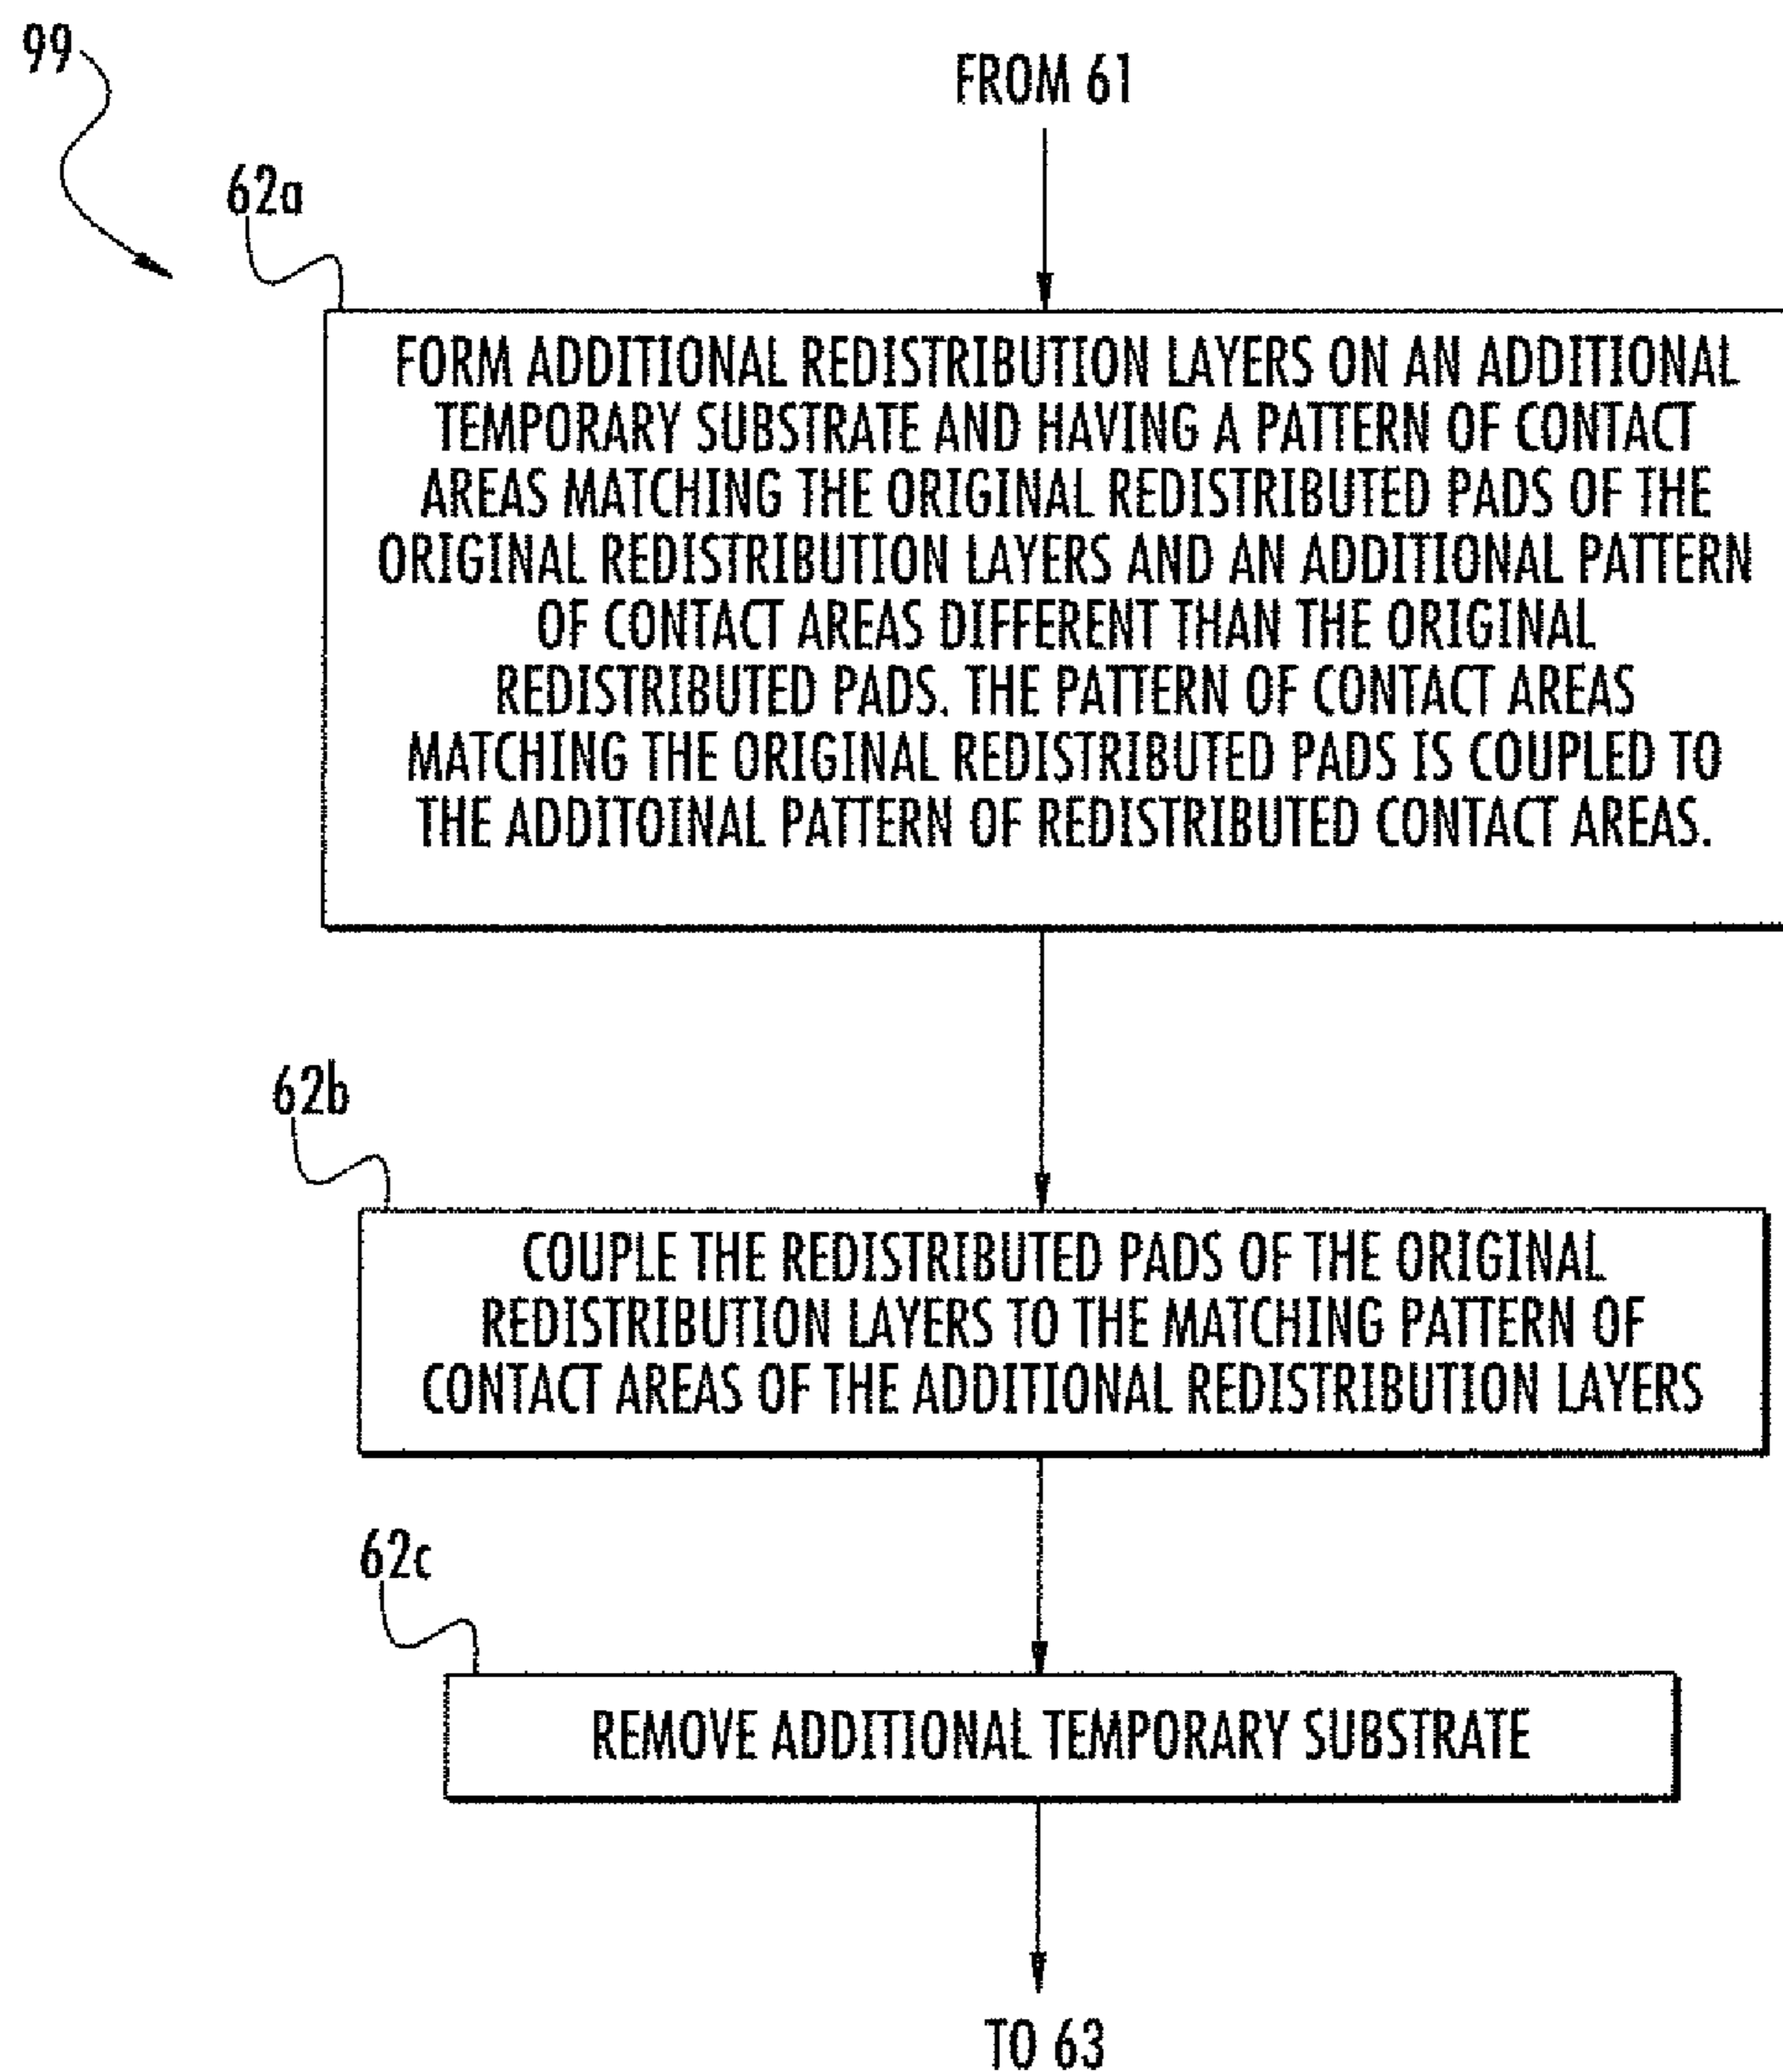 99
FROM 61
62a
FORM ADDITIONAL REDISTRIBUTION LAYERS ON AN ADDITIONAL
TEMPORARY SUBSTRATE AND HAVING A PATTERN OF CONTACT
AREAS MATCHING THE ORIGINAL REDISTRIBUTED PADS OF THE
ORIGINAL REDISTRIBUTION LAYERS AND AN ADDITIONAL PATTERN
OF CONTACT AREAS DIFFERENT THAN THE ORIGINAL
REDISTRIBUTED PADS. THE PATTERN OF CONTACT AREAS
MATCHING THE ORIGINAL REDISTRIBUTED PADS IS COUPLED TO
THE ADDITOINAL PATTERN OF REDISTRIBUTED CONTACT AREAS.
62b
COUPLE THE REDISTRIBUTED PADS OF THE ORIGINAL
REDISTRIBUTION LAYERS TO THE MATCHING PATTERN OF
CONTACT AREAS OF THE ADDITIONAL REDISTRIBUTION LAYERS
62c
REMOVE ADDITIONAL TEMPORARY SUBSTRATE
TO 63